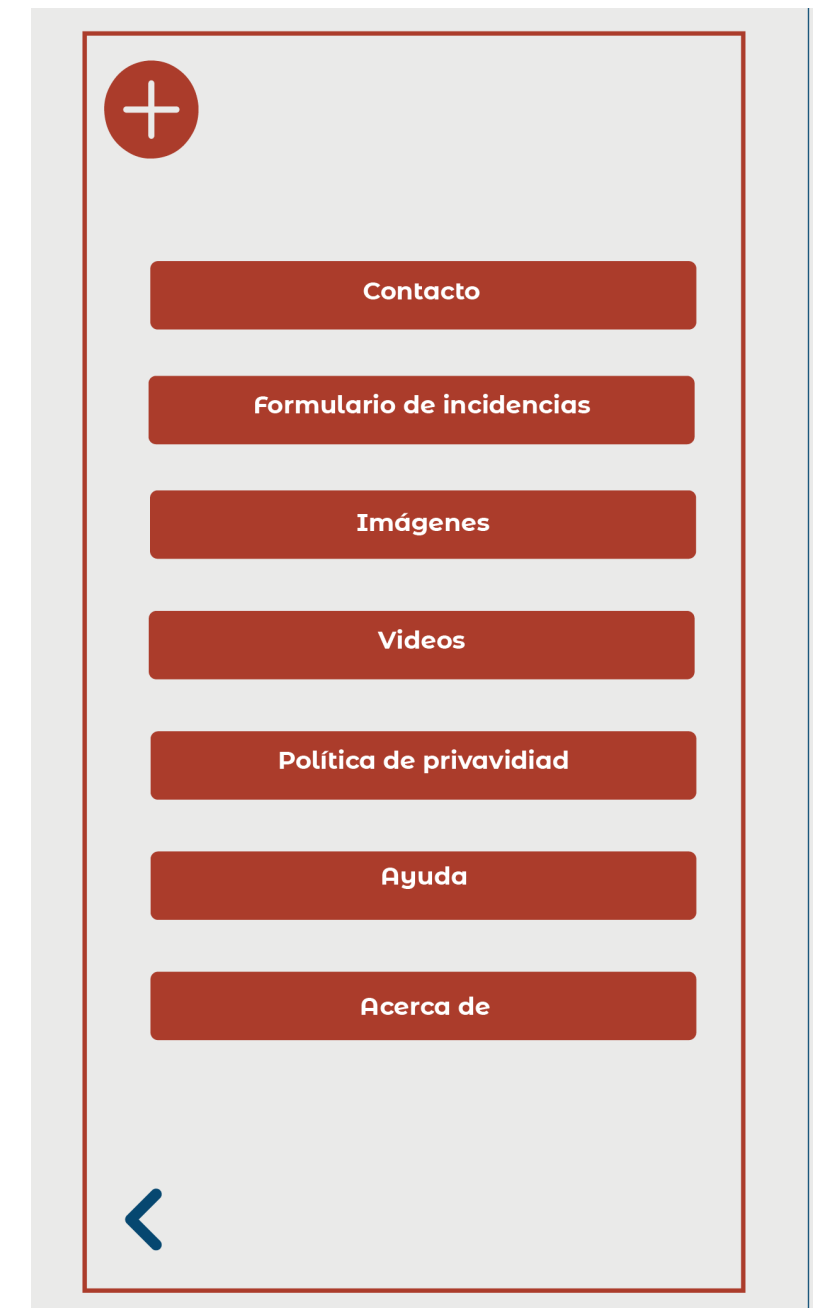 Contacto
Formulario de incidencias
Imágenes
Videos
Política de privavidiad
Ayuda
Acerca de